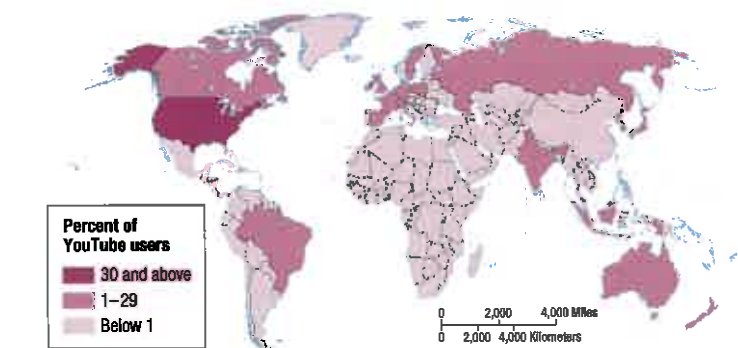 Percent of
YouTube users
30 and above
1–29
Below 1
0 2,000 4,000 Miles
0 2,000 4,000 Kilometers